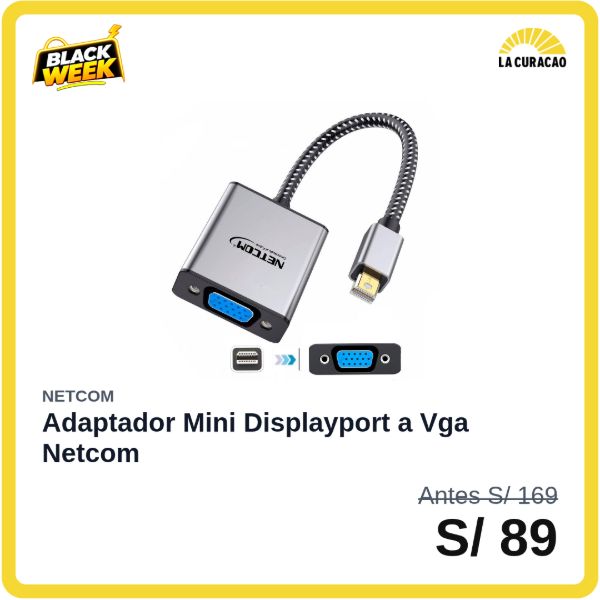 BLACK
WEEK
LA CURACAO
NETCOM
NETCOM
Adaptador Mini Displayport a Vga
Netcom
Antes S/ 169
S/ 89